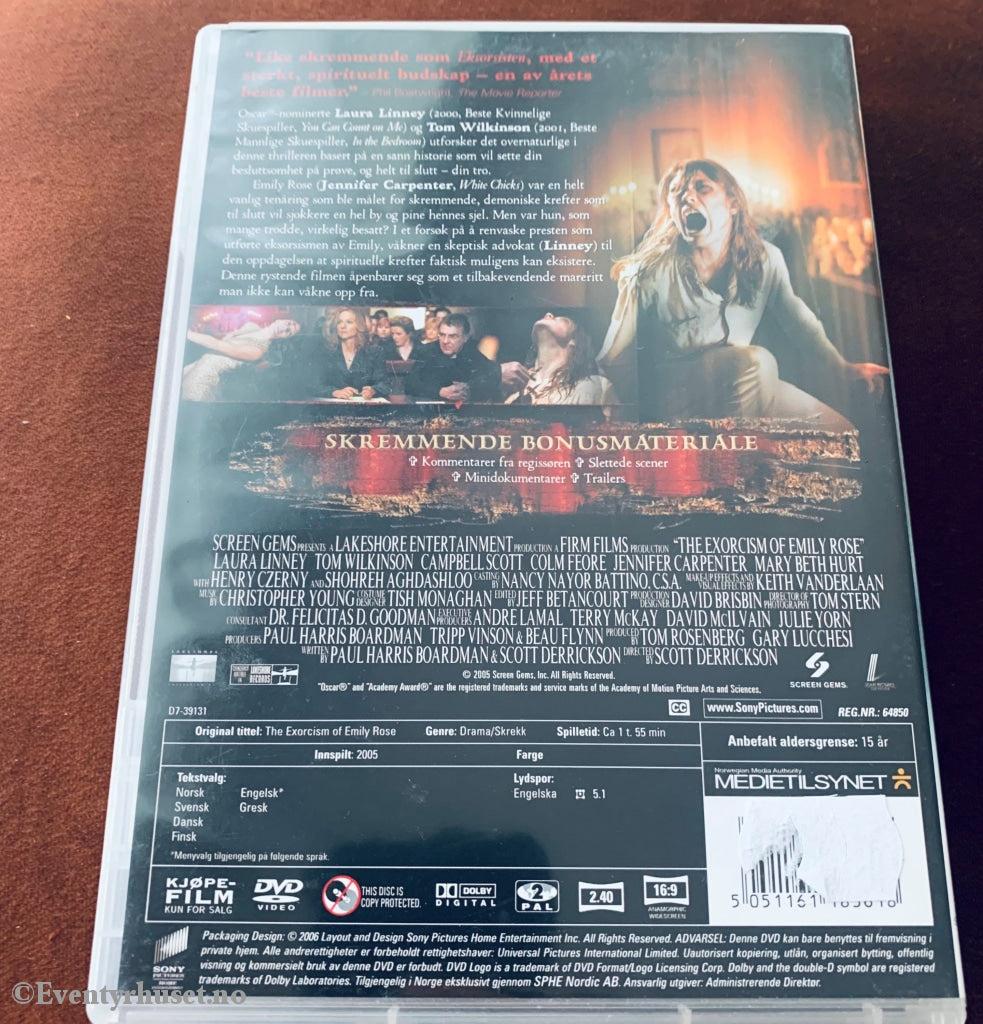 "Like skremmende som Eksorsisten, med et
sterkt, spirituelt budskap – en av årets
beste filmer." - Phil Boatwright, The Movie Reporter
Oscar®-nominerte Laura Linney (2000, Beste Kvinnelige
Skuespiller, You Can Count on Me) og Tom Wilkinson (2001, Beste
Mannlige Skuespiller, In the Bedroom) utforsker det overnaturlige i
denne thrilleren basert på en sann historie som vil sette din
besluttsomhet på prøve, og helt til slutt – din tro.
Emily Rose (Jennifer Carpenter, White Chicks) var en helt
vanlig tenåring som ble målet for skremmende, demoniske krefter som
til slutt vil sjokkere en hel by og pine hennes sjel. Men var hun, som
mange trodde, virkelig besatt? I et forsøk på å renvaske presten som
utførte eksorsismen av Emily, våkner en skeptisk advokat (Linney) til
den oppdagelsen at spirituelle krefter faktisk muligens kan eksistere.
Denne rystende filmen åpenbarer seg som et tilbakevendende mareritt
man ikke kan våkne opp fra.
SKREMMENDE BONUSMATERIALE
✞ Kommentarer fra regissøren ✞ Slettede scener
✞ Minidokumentarer ✞ Trailers
SCREEN GEMS PRESENTS A LAKESHORE ENTERTAINMENT PRODUCTION A FIRM FILMS PRODUCTION "THE EXORCISM OF EMILY ROSE"
LAURA LINNEY TOM WILKINSON CAMPBELL SCOTT COLM FEORE JENNIFER CARPENTER MARY BETH HURT
WITH HENRY CZERNY AND SHOHREH AGHDASHLOO CASTING BY NANCY NAYOR BATTINO, C.S.A. MAKE-UP EFFECTS AND VISUAL EFFECTS BY KEITH VANDERLAAN
MUSIC BY CHRISTOPHER YOUNG COSTUME DESIGNER TISH MONAGHAN EDITED BY JEFF BETANCOURT PRODUCTION DESIGNER DAVID BRISBIN DIRECTOR OF PHOTOGRAPHY TOM STERN
CONSULTANT DR. FELICITAS D. GOODMAN EXECUTIVE PRODUCERS ANDRE LAMAL TERRY McKAY DAVID McILVAIN JULIE YORN
PRODUCERS PAUL HARRIS BOARDMAN TRIPP VINSON & BEAU FLYNN PRODUCED BY TOM ROSENBERG GARY LUCCHESI
WRITTEN BY PAUL HARRIS BOARDMAN & SCOTT DERRICKSON DIRECTED BY SCOTT DERRICKSON
LAKESHORE RECORDS
SCREEN GEMS
© 2005 Screen Gems, Inc. All Rights Reserved.
"Oscar®" and "Academy Award®" are the registered trademarks and service marks of the Academy of Motion Picture Arts and Sciences.
D7-39131
CC
www.SonyPictures.com
REG.NR.: 64850
Original tittel: The Exorcism of Emily Rose Genre: Drama/Skrekk Spilletid: Ca 1 t. 55 min
Innspilt: 2005 Farge
Anbefalt aldersgrense: 15 år
Norwegian Media Authority
MEDIETILSYNET
Tekstvalg:
Norsk Engelsk*
Svensk Gresk
Dansk
Finsk
*Menyvalg tilgjengelig på følgende språk.
Lydspor:
Engelska 5.1
KJØPE-
FILM
KUN FOR SALG
DVD
VIDEO
THIS DISC IS
COPY PROTECTED.
DOLBY
DIGITAL
2
PAL
2.40
16:9
ANAMORPHIC
WIDESCREEN
5 051161
Packaging Design: © 2006 Layout and Design Sony Pictures Home Entertainment Inc. All Rights Reserved. ADVARSEL: Denne DVD kan bare benyttes til fremvisning i
private hjem. Alle andrerettigheter er forbeholdt rettighetshaver: Universal Pictures International Limited. Uautorisert kopiering, utlån, organisert bytting, offentlig
visning og kommersielt bruk av denne DVD er forbudt. DVD Logo is a trademark of DVD Format/Logo Licensing Corp. Dolby and the double-D symbol are registered
trademarks of Dolby Laboratories. Tilgjengelig i Norge eksklusivt gjennom SPHE Nordic AB. Ansvarlig utgiver: Administrerende Direktør.
SONY
PICTURES
©Eventyrhuset.no